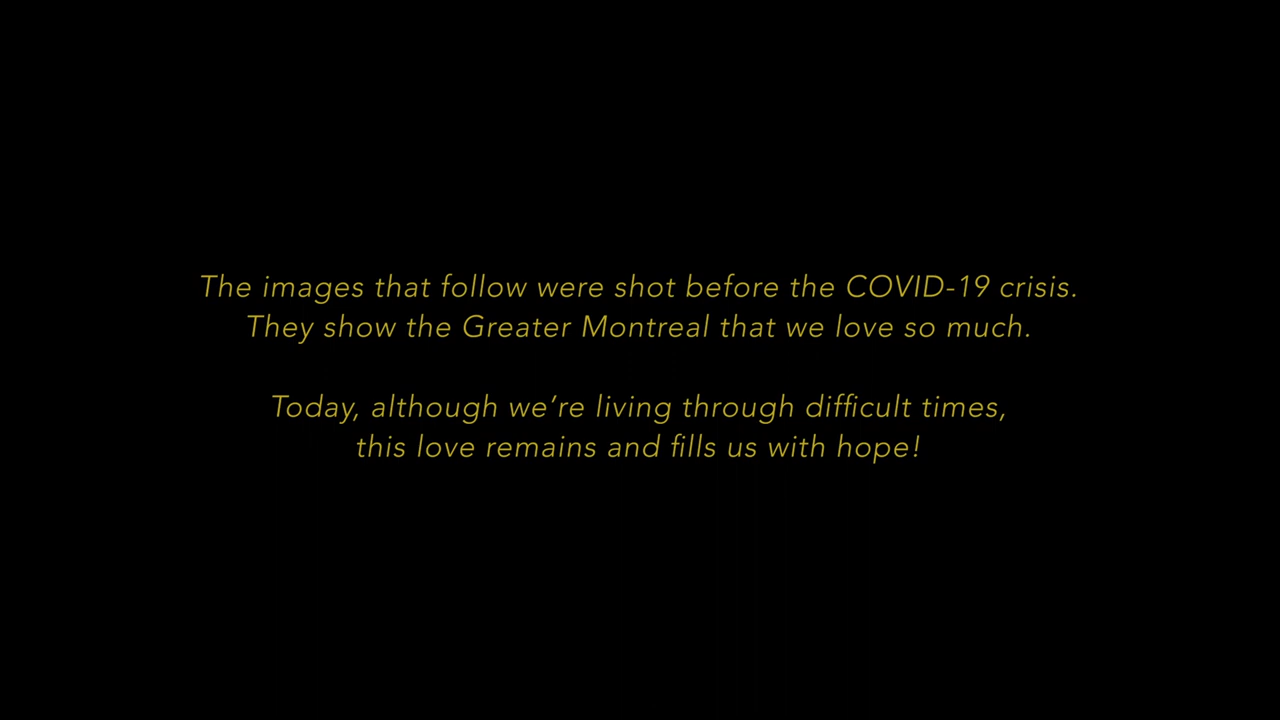 The images that follow were shot before the COVID-19 crisis.
They show the Greater Montreal that we love so much.
Today, although we’re living through difficult times,
this love remains and fills us with hope!